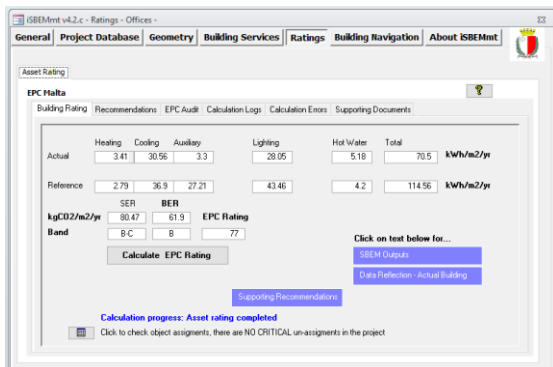 iSBEMmt v4.2.c - Ratings - Offices -
General Project Database Geometry Building Services Ratings Building Navigation About iSBEMmt
Asset Rating
EPC Malta
?
Building Rating Recommendations EPC Audit Calculation Logs Calculation Errors Supporting Documents
Heating Cooling Auxiliary Lighting Hot Water Total
Actual 3.41 30.56 3.3 28.05 5.18 70.5 kWh/m2/yr
Reference 2.79 36.9 27.21 43.46 4.2 114.56 kWh/m2/yr
SER BER
kgCO2/m2/yr 80.47 61.9 EPC Rating
Band B-C B 77
Click on text below for...
Calculate EPC Rating
SBEM Outputs
Data Reflection - Actual Building
Supporting Recommendations
Calculation progress: Asset rating completed
Click to check object assigments, there are NO CRITICAL un-assigments in the project